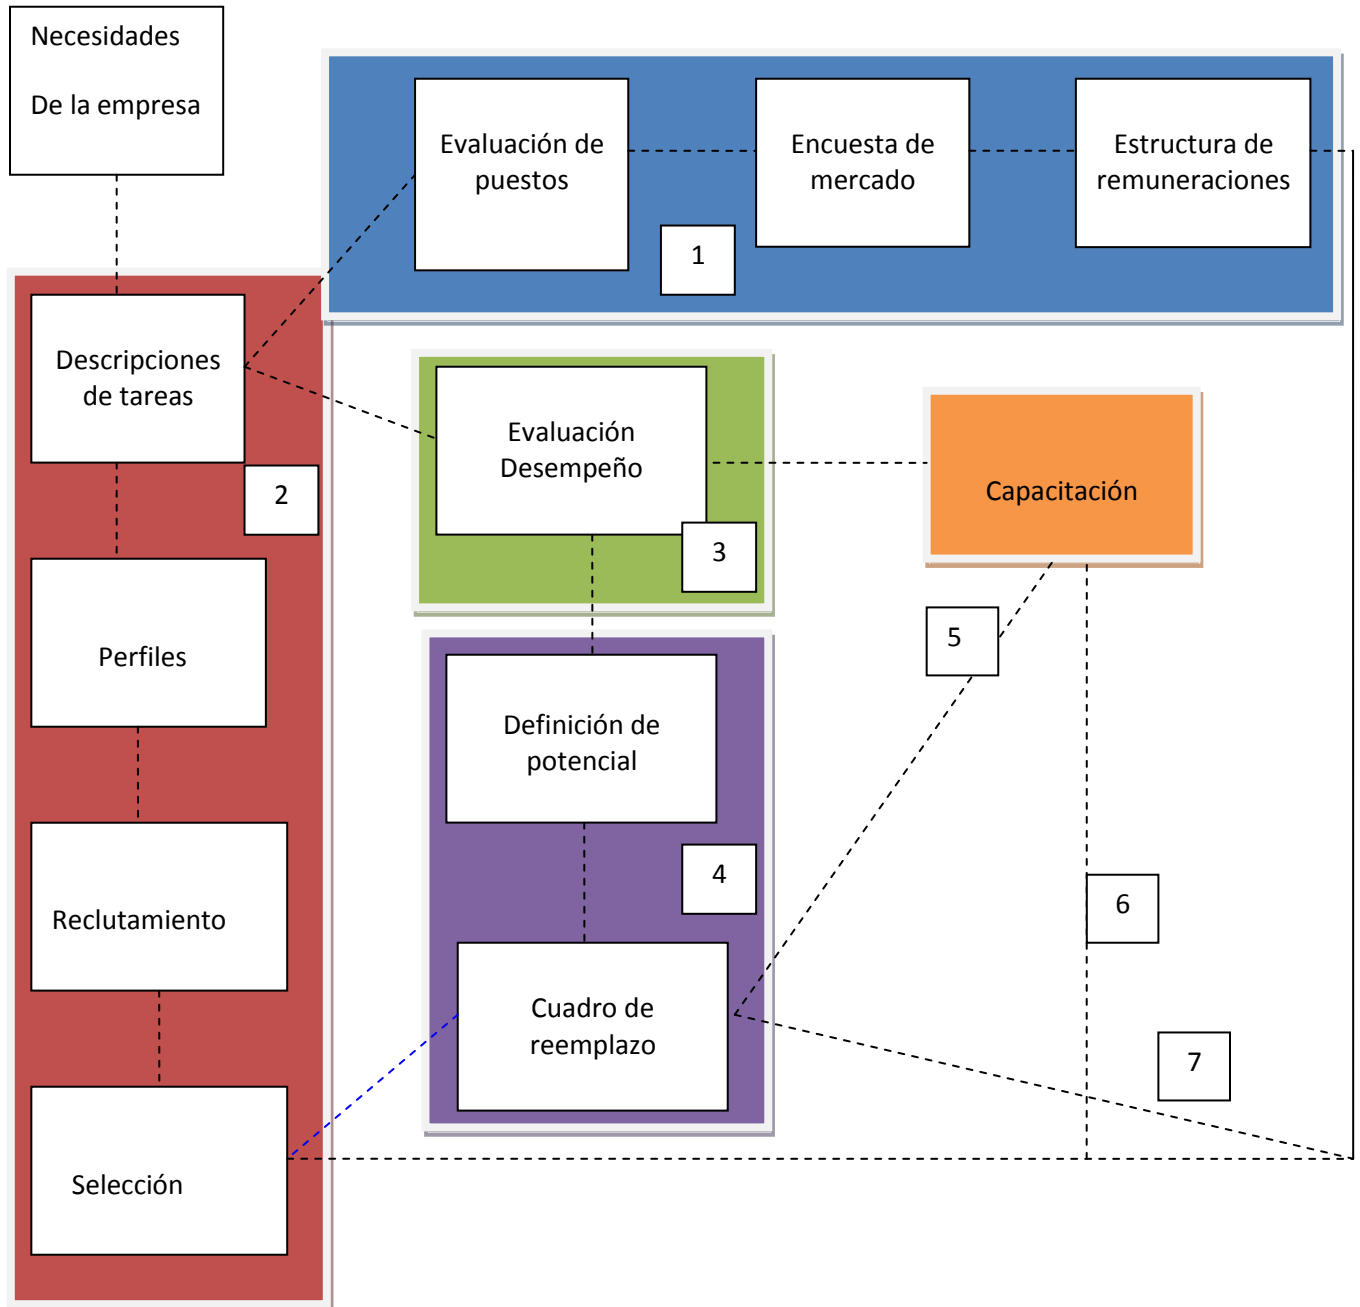 Necesidades
De la empresa
Evaluación de
puestos
Encuesta de
mercado
Estructura de
remuneraciones
1
Descripciones
de tareas
2
Evaluación
Desempeño
3
Capacitación
5
Perfiles
Definición de
potencial
4
6
Reclutamiento
Cuadro de
reemplazo
7
Selección